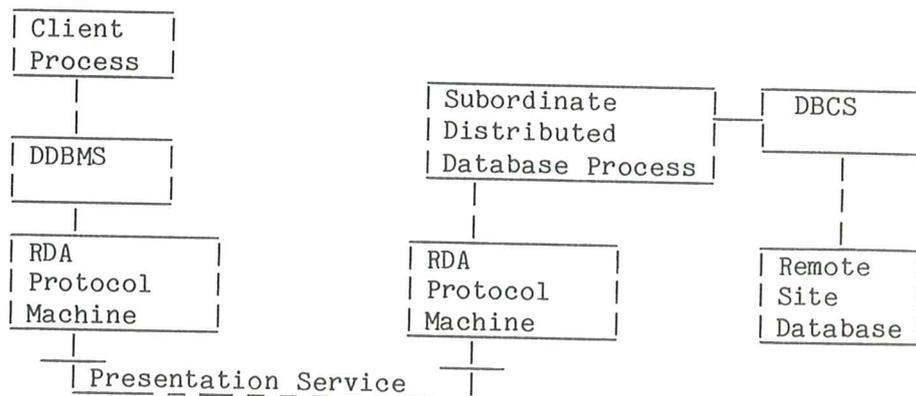 Client
Process
Subordinate
Distributed
Database Process
DBCS
DDBMS
RDA
Protocol
Machine
RDA
Protocol
Machine
Remote
Site
Database
Presentation Service